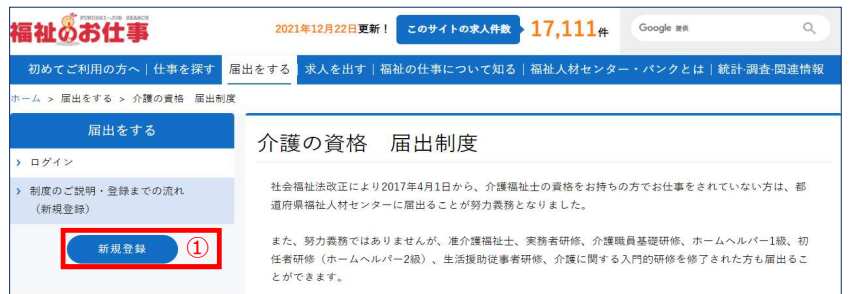 FUKUSHI-JOB SEARCH
福祉のお仕事
2021年12月22日更新！ このサイトの求人件数 17,111件 Google 提供
初めてご利用の方へ | 仕事を探す 届出をする 求人を出す | 福祉の仕事について知る | 福祉人材センター・バンクとは | 統計·調査·関連情報
ホーム > 届出をする > 介護の資格 届出制度
届出をする
> ログイン
> 制度のご説明・登録までの流れ
（新規登録）
新規登録 ①
介護の資格 届出制度
社会福祉法改正により2017年4月1日から、介護福祉士の資格をお持ちの方でお仕事をされていない方は、都
道府県福祉人材センターに届出ることが努力義務となりました。
また、努力義務ではありませんが、准介護福祉士、実務者研修、介護職員基礎研修、ホームヘルパー1級、初
任者研修（ホームヘルパー2級）、生活援助従事者研修、介護に関する入門的研修を修了された方も届出るこ
とができます。